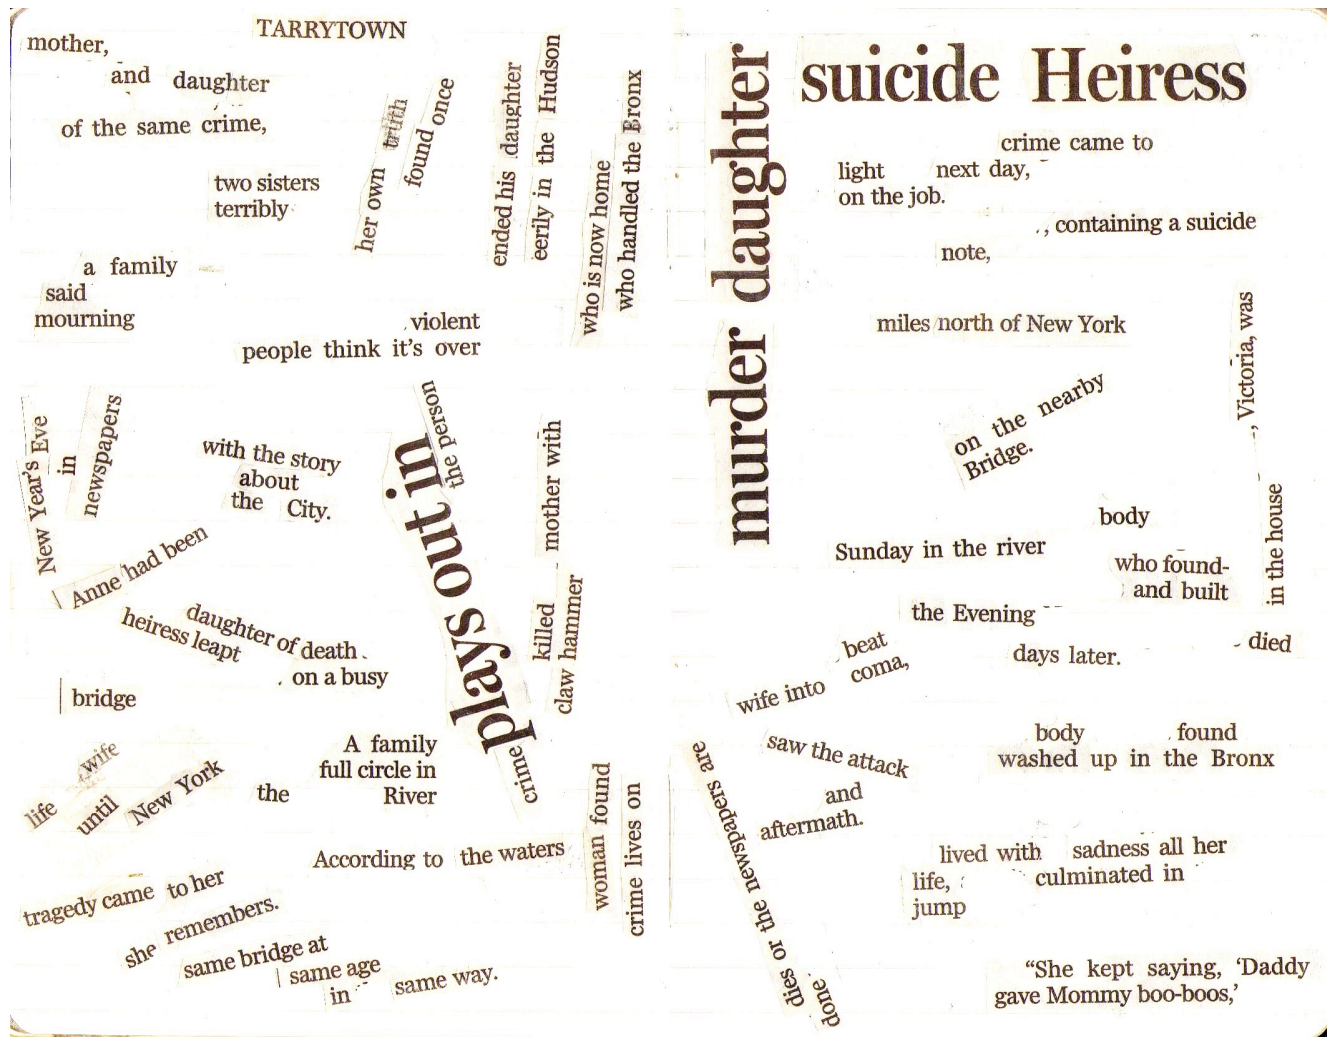 TARRYTOWN
mother,
and daughter
of the same crime,
two sisters
terribly
her own truth
found once
ended his daughter
eerily in the Hudson
who is now home
who handled the Bronx
a family
said
mourning
violent
people think it's over
New Year's Eve
in
newspapers
with the story
about
the City.
Anne had been
daughter of death
heiress leapt
on a busy
bridge
the person
plays out in
crime
mother with
killed
claw hammer
wife
life until New York
A family
full circle in
the River
According to the waters
woman found
crime lives on
tragedy came to her
she remembers.
same bridge at
same age
in same way.
murder daughter
suicide Heiress
crime came to
light next day,
on the job.
, containing a suicide
note,
miles north of New York
, Victoria, was
in the house
on the nearby
Bridge.
body
Sunday in the river
who found-
and built
the Evening
beat
wife into coma,
days later.
died
saw the attack
and
aftermath.
body found
washed up in the Bronx
dies or the newspapers are
done
lived with sadness all her
life, culminated in
jump
“She kept saying, ‘Daddy
gave Mommy boo-boos,’